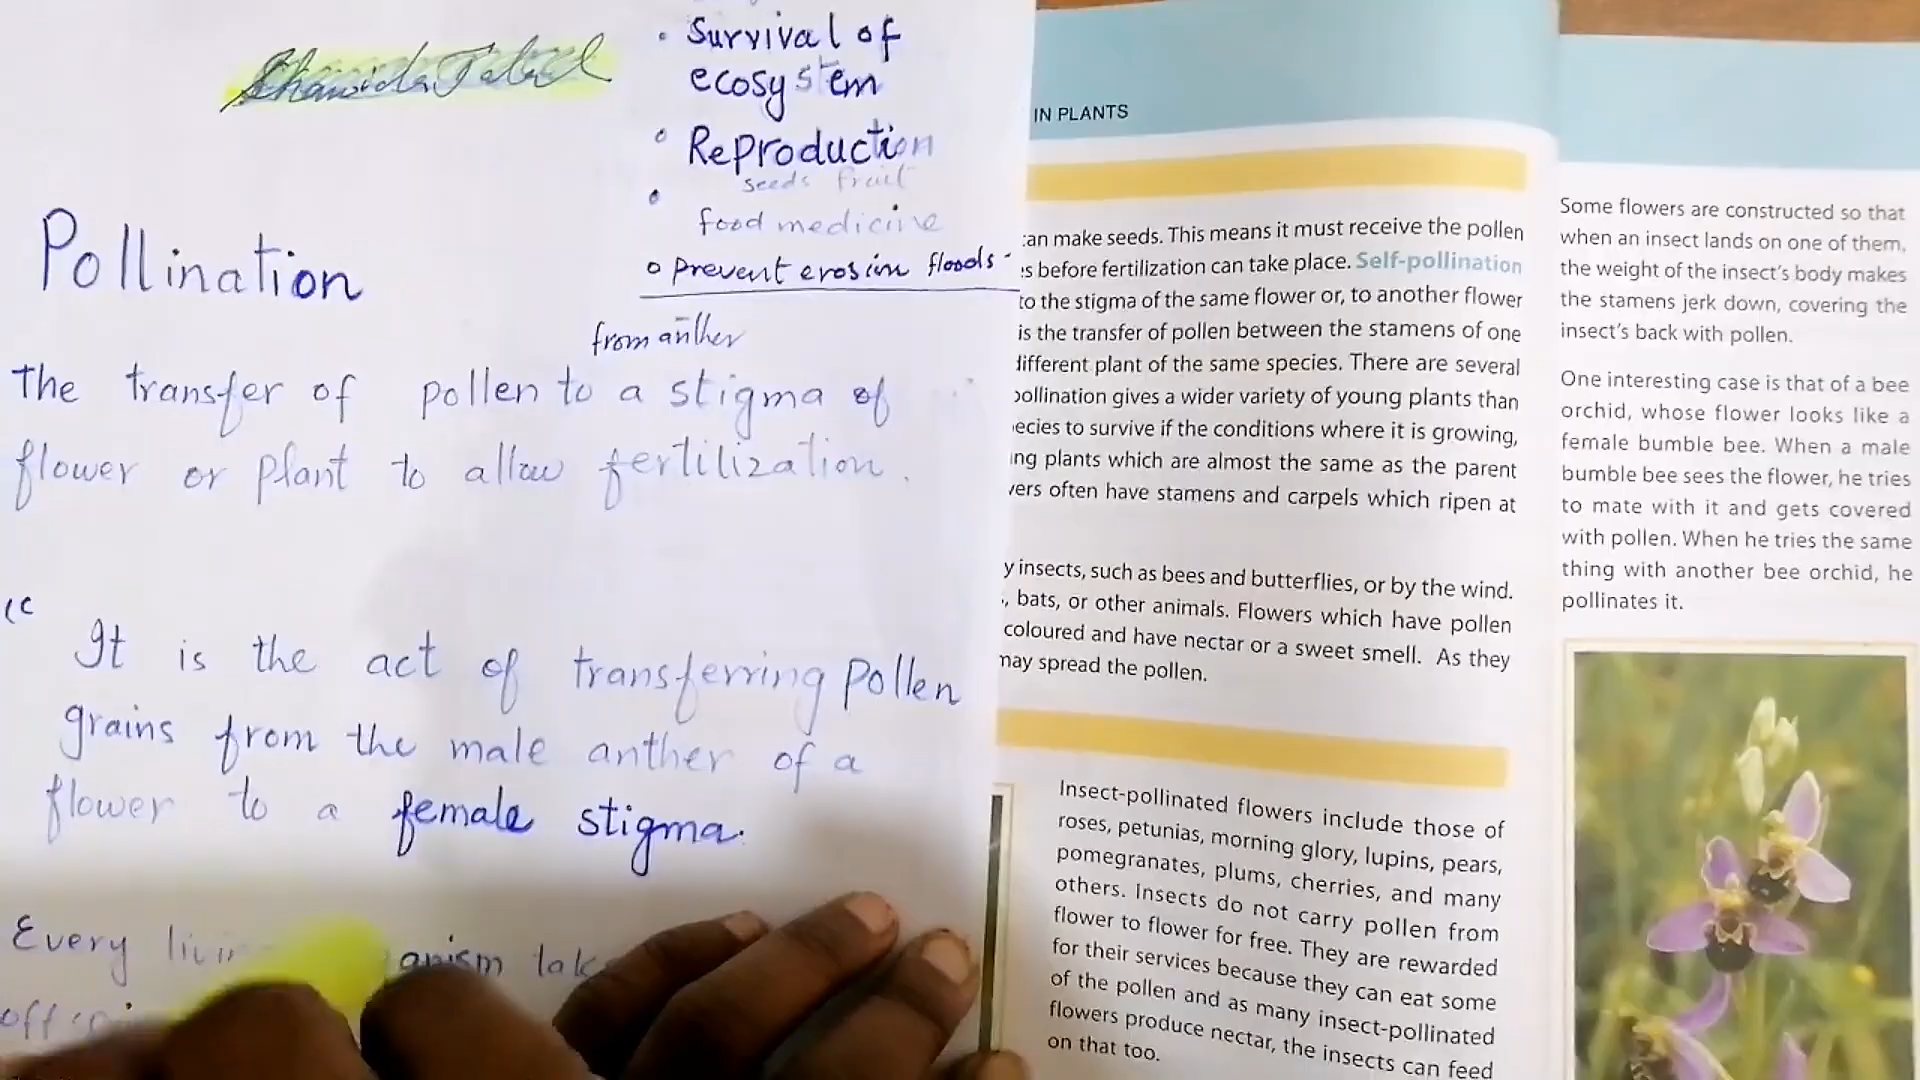 • Survival of
ecosystem
• Reproduction
seeds fruit
•
food medicine
• prevent erosion floods
Pollination
from anther
The transfer of pollen to a stigma of
flower or plant to allow fertilization.
It is the act of transferring pollen
grains from the male anther of a
flower to a female stigma.
Every
IN PLANTS
can make seeds. This means it must receive the pollen
before fertilization can take place. Self-pollination
to the stigma of the same flower or, to another flower
is the transfer of pollen between the stamens of one
different plant of the same species. There are several
pollination gives a wider variety of young plants than
to survive if the conditions where it is growing,
plants which are almost the same as the parent
often have stamens and carpels which ripen at
y insects, such as bees and butterflies, or by the wind.
, bats, or other animals. Flowers which have pollen
coloured and have nectar or a sweet smell. As they
may spread the pollen.
Insect-pollinated flowers include those of
roses, petunias, morning glory, lupins, pears,
pomegranates, plums, cherries, and many
others. Insects do not carry pollen from
flower to flower for free. They are rewarded
for their services because they can eat some
of the pollen and as many insect-pollinated
flowers produce nectar, the insects can feed
on that too.
Some flowers are constructed so that
when an insect lands on one of them,
the weight of the insect's body makes
the stamens jerk down, covering the
insect's back with pollen.
One interesting case is that of a bee
orchid, whose flower looks like a
female bumble bee. When a male
bumble bee sees the flower, he tries
to mate with it and gets covered
with pollen. When he tries the same
thing with another bee orchid, he
pollinates it.